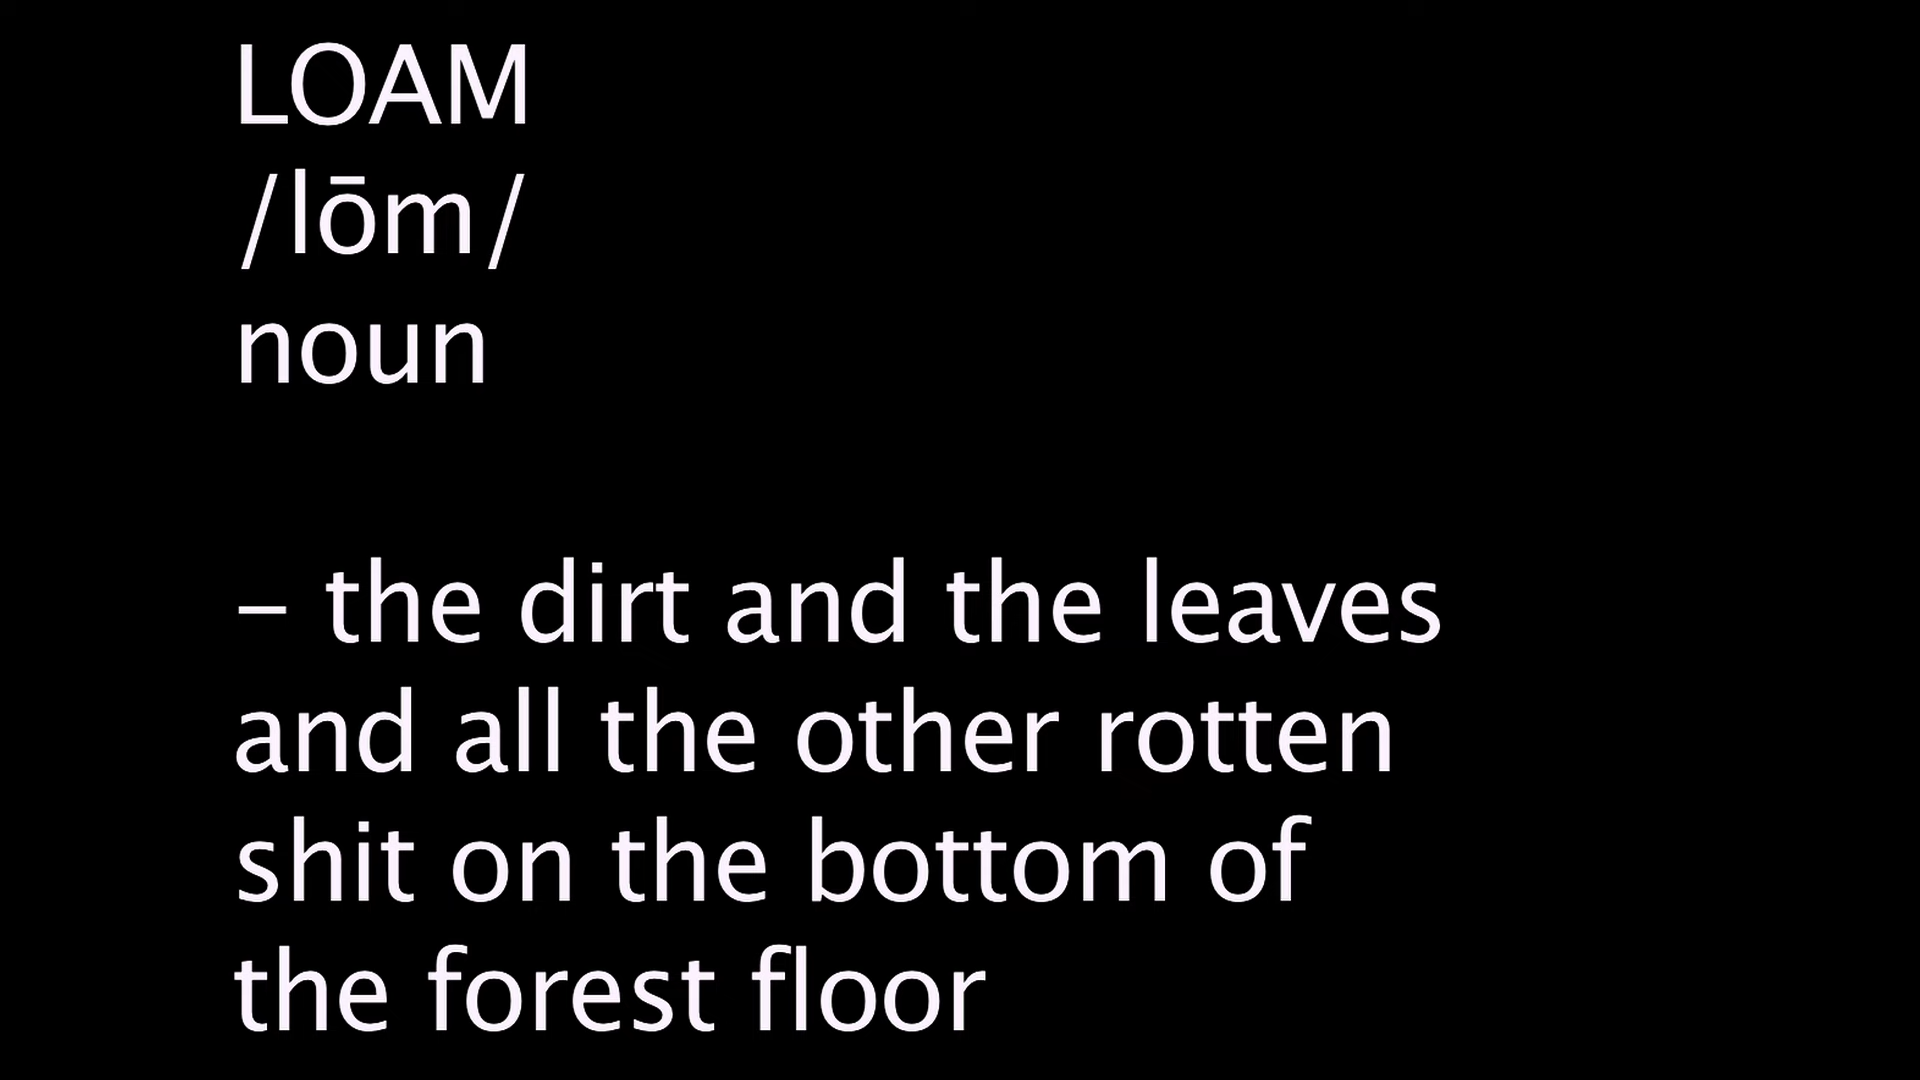 LOAM
/lōm/
noun
– the dirt and the leaves
and all the other rotten
shit on the bottom of
the forest floor